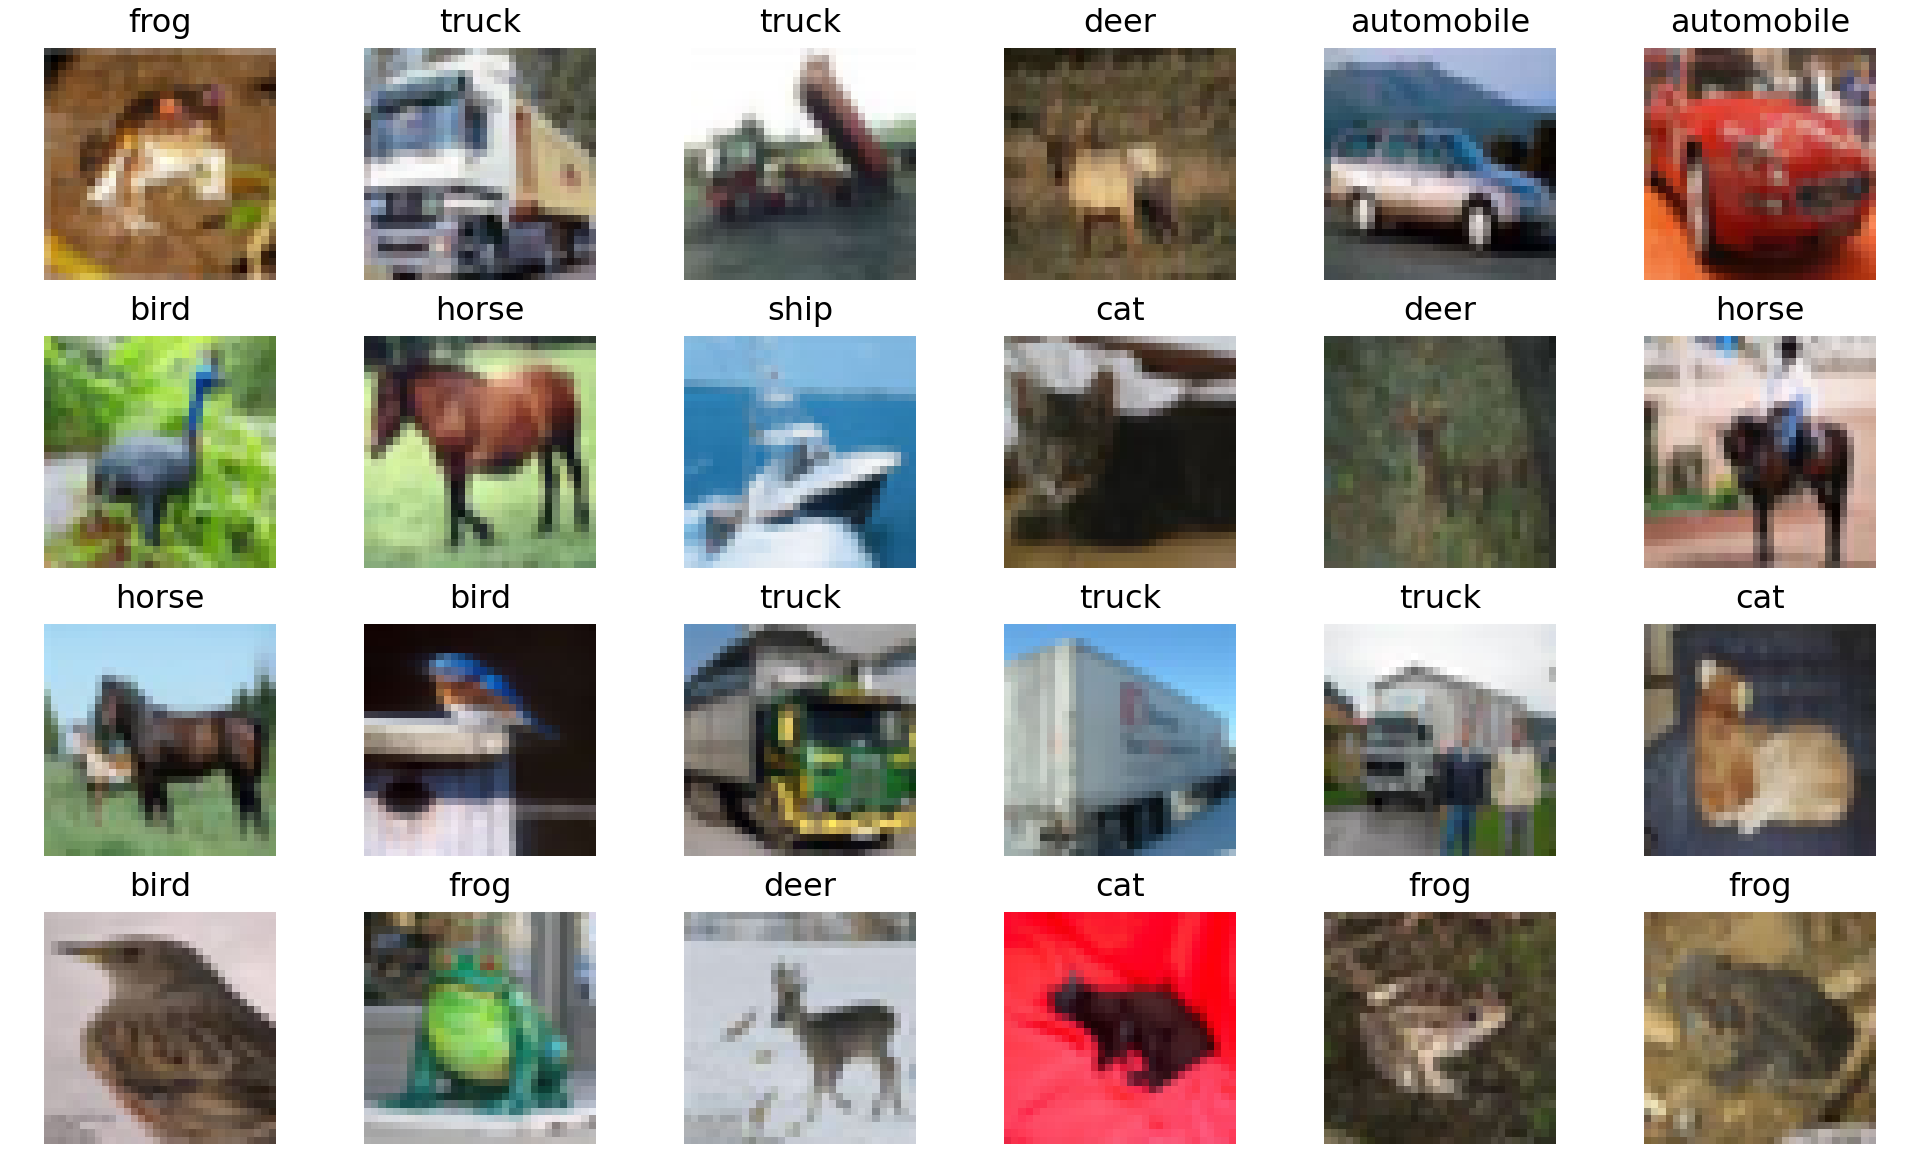 frog truck truck deer automobile automobile
bird horse ship cat deer horse
horse bird truck truck truck cat
bird frog deer cat frog frog